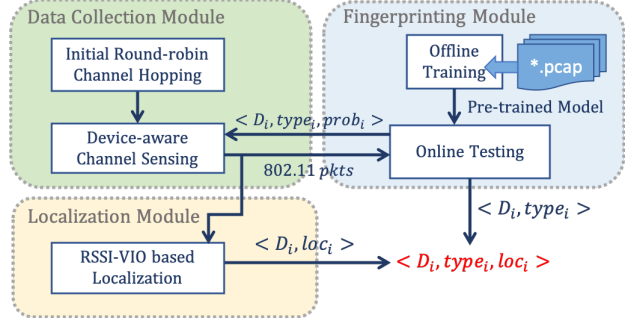 Data Collection Module
Initial Round-robin
Channel Hopping
Device-aware
Channel Sensing
Fingerprinting Module
Offline
Training
*.pcap
Pre-trained Model
< D_i, type_i, prob_i >
Online Testing
802.11 pkts
< D_i, type_i >
Localization Module
RSSI-VIO based
Localization
< D_i, loc_i >
< D_i, type_i, loc_i >